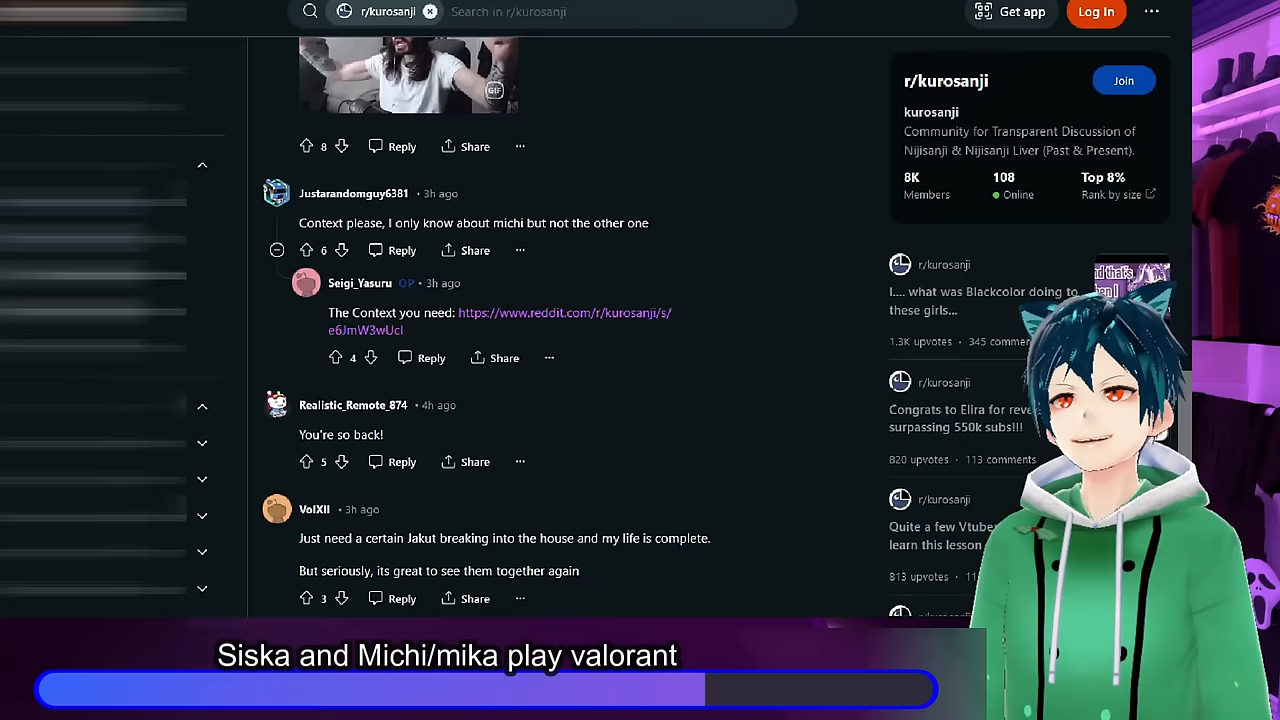 r/kurosanji
Search in r/kurosanji
Get app
Log In
GIF
8 Reply Share
Justarandomguy6381 • 3h ago
Context please, I only know about michi but not the other one
6 Reply Share
Seigi_Yasuru OP • 3h ago
The Context you need: https://www.reddit.com/r/kurosanji/s/
e6JmW3wUcI
4 Reply Share
Realistic_Remote_874 • 4h ago
You're so back!
5 Reply Share
VolXII • 3h ago
Just need a certain Jakut breaking into the house and my life is complete.
But seriously, its great to see them together again
3 Reply Share
r/kurosanji
Join
kurosanji
Community for Transparent Discussion of
Nijisanji & Nijisanji Liver (Past & Present).
8K 108 Top 8%
Members Online Rank by size
r/kurosanji
I.... what was Blackcolor doing to
these girls...
1.3K upvotes · 345 commen
r/kurosanji
Congrats to Elira for reve
surpassing 550k subs!!!
820 upvotes · 113 comments
r/kurosanji
Quite a few Vtuber
learn this lesson
813 upvotes · 11
Siska and Michi/mika play valorant